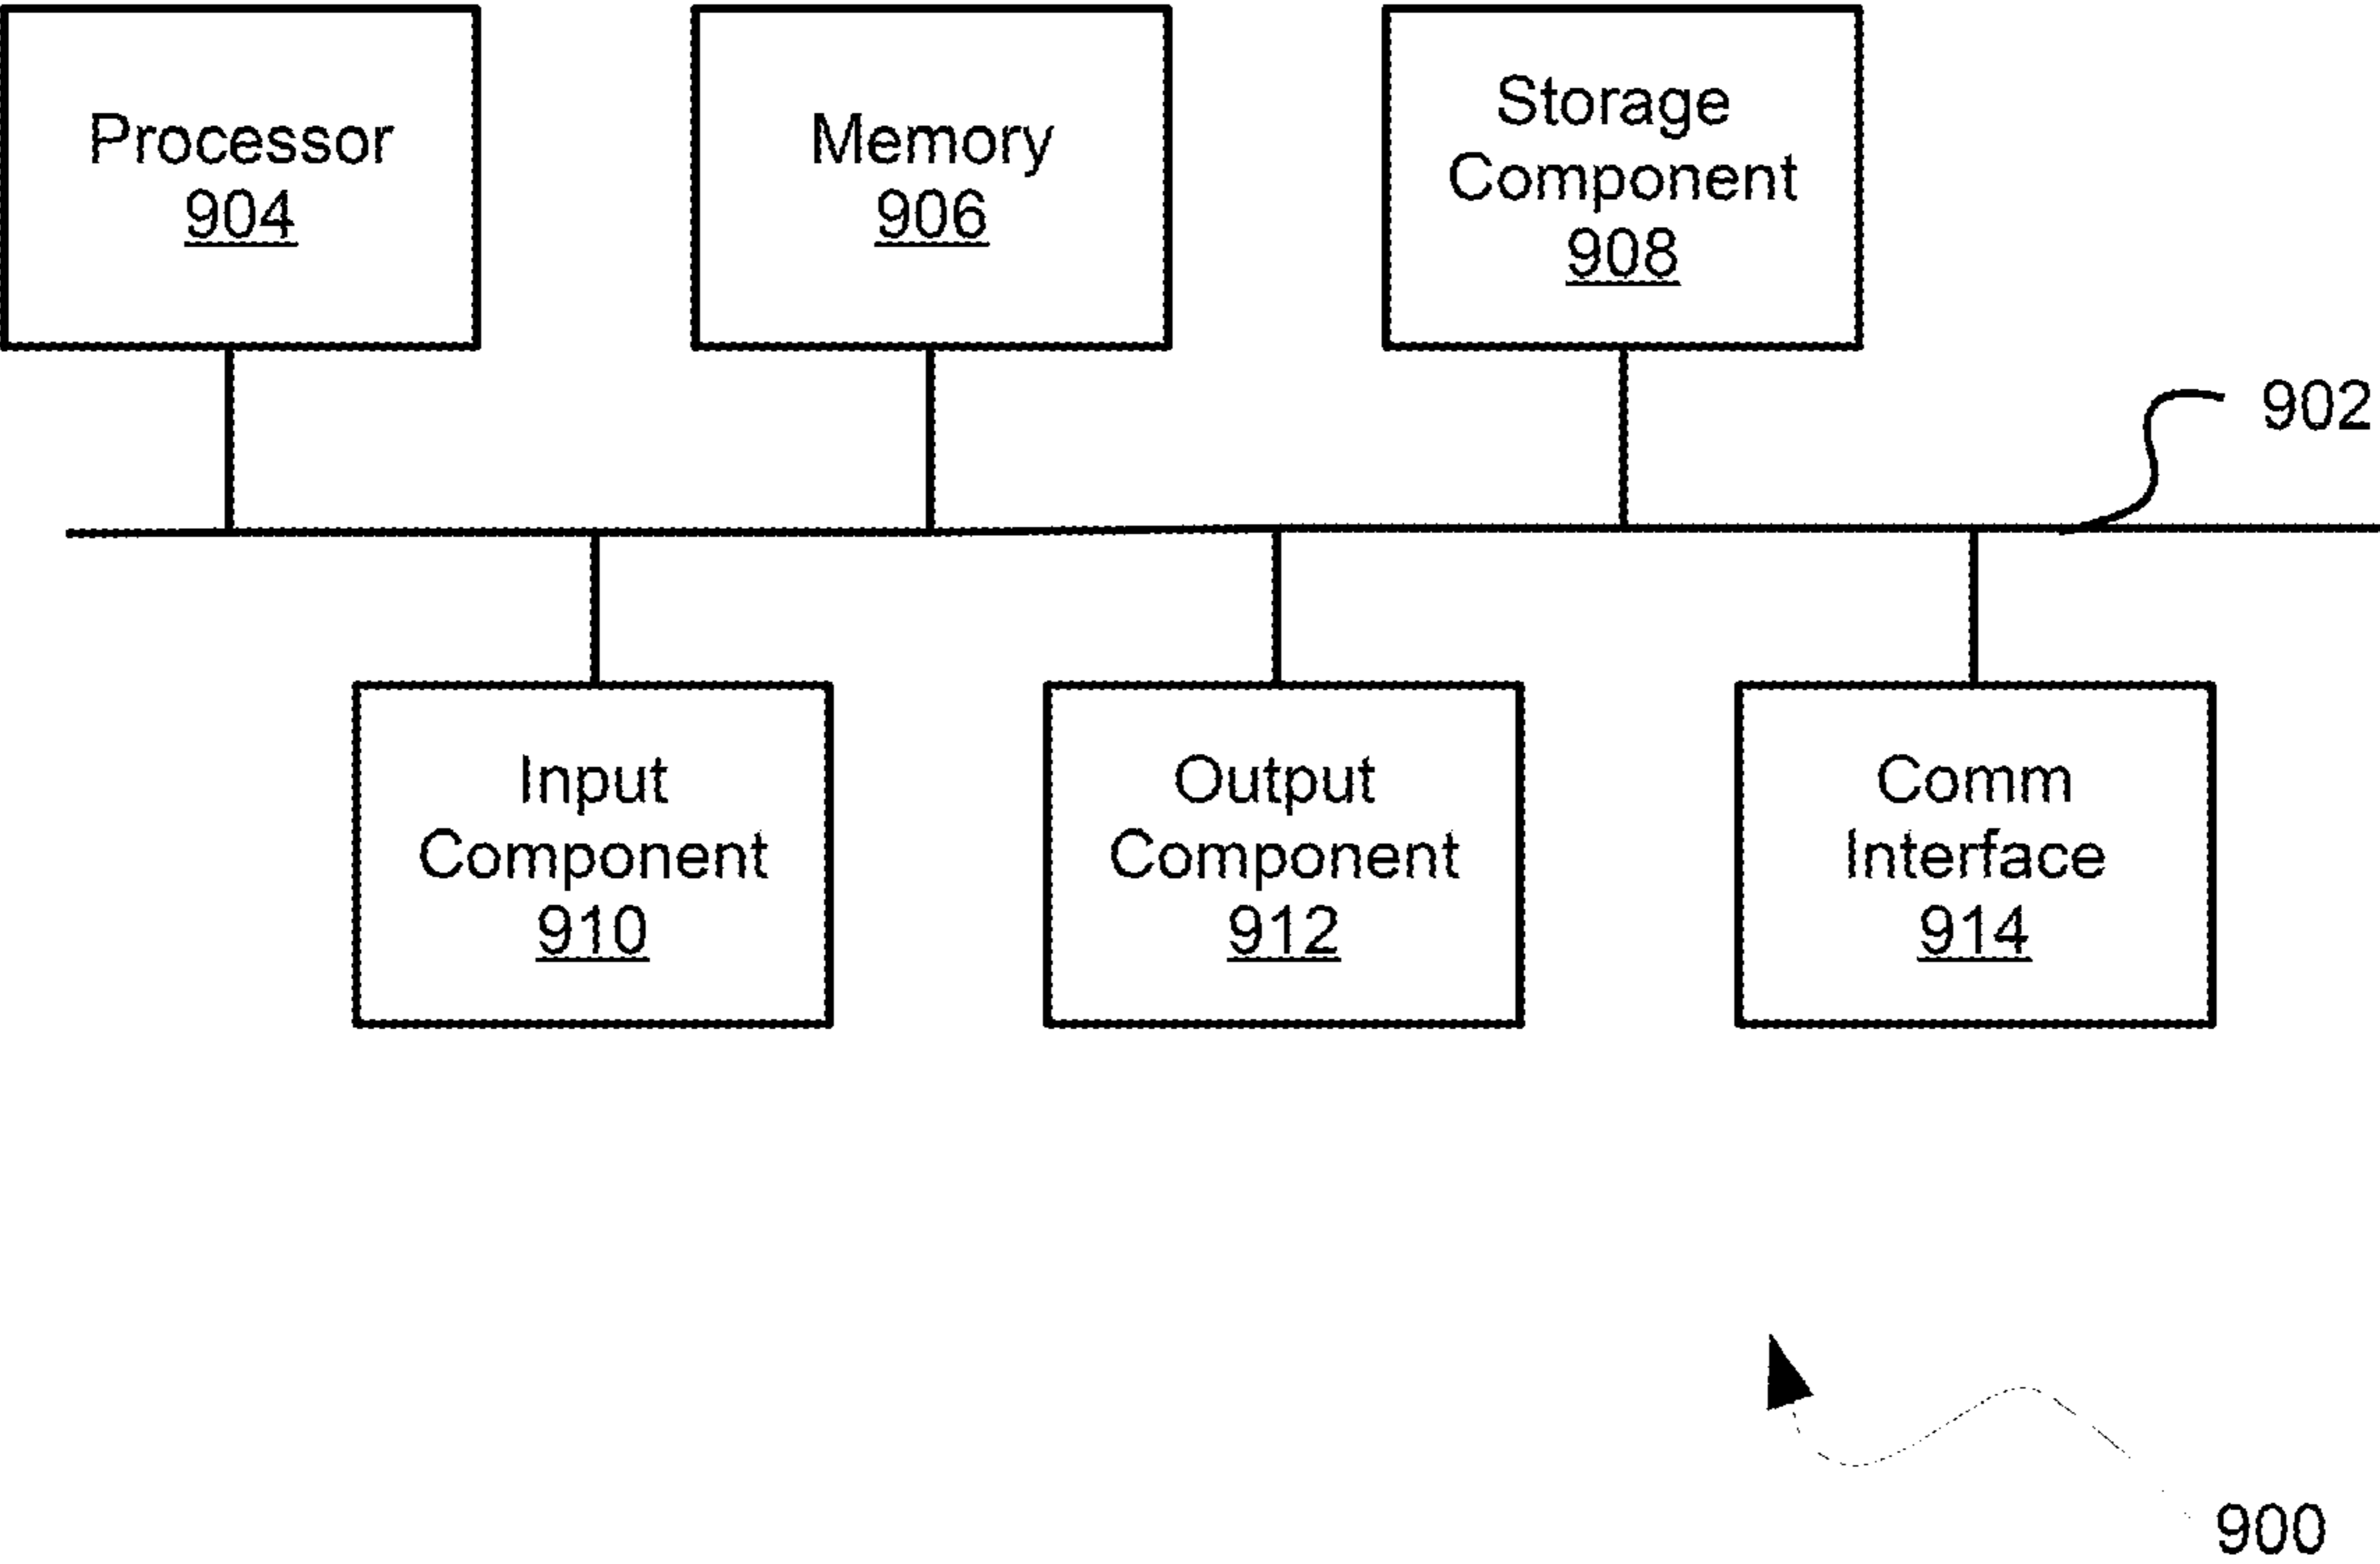 Processor
904
Memory
906
Storage
Component
908
902
Input
Component
910
Output
Component
912
Comm
Interface
914
900